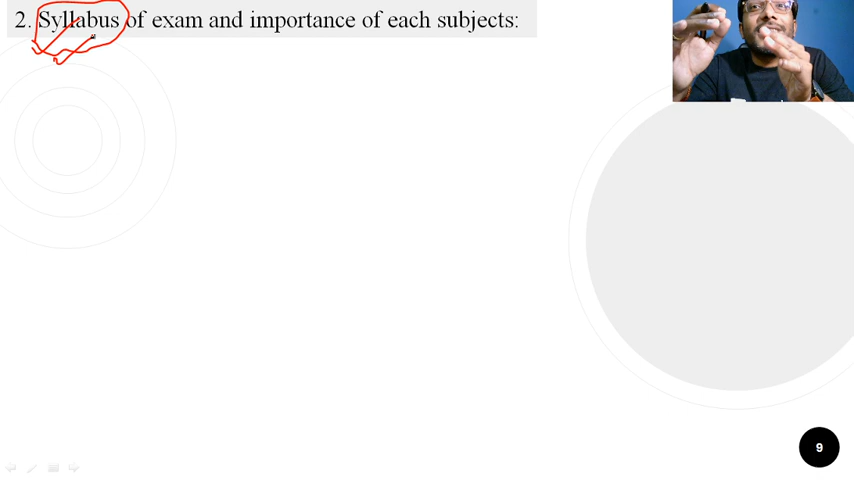 2. Syllabus of exam and importance of each subjects:
9